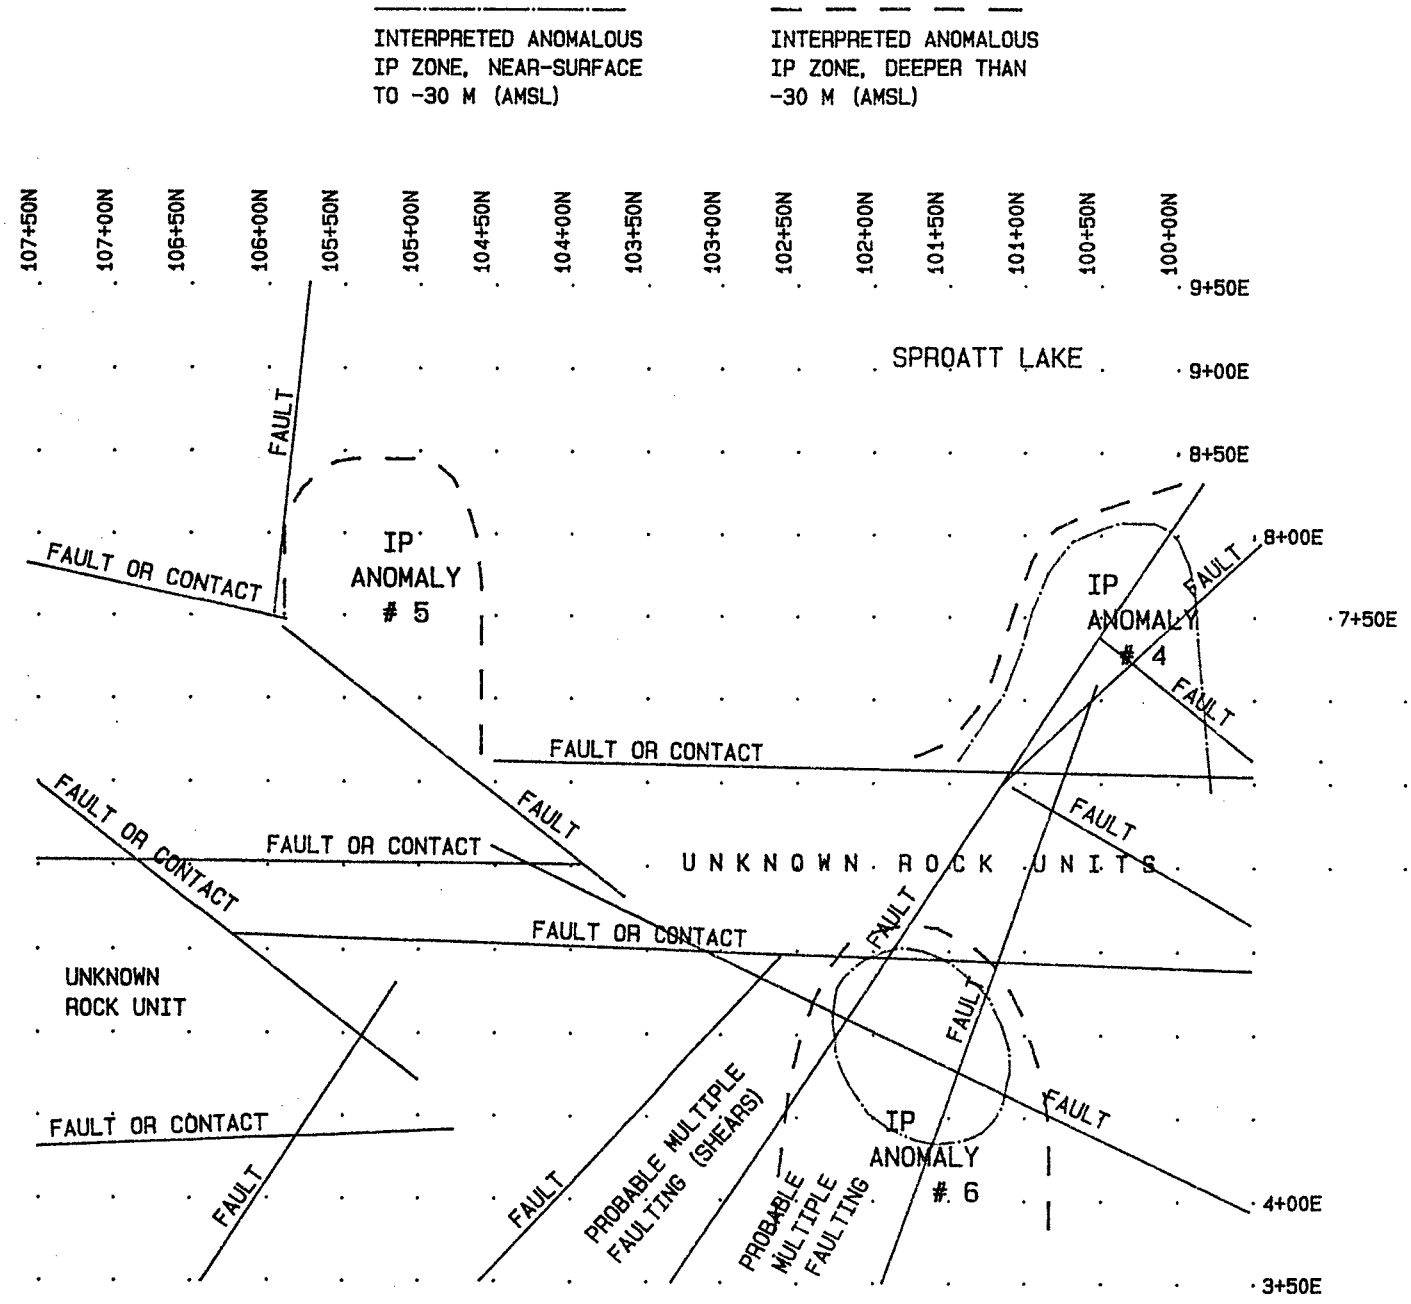 INTERPRETED ANOMALOUS
IP ZONE, NEAR-SURFACE
TO -30 M (AMSL)
INTERPRETED ANOMALOUS
IP ZONE, DEEPER THAN
-30 M (AMSL)
107+50N
107+00N
106+50N
106+00N
105+50N
105+00N
104+50N
104+00N
103+50N
103+00N
102+50N
102+00N
101+50N
101+00N
100+50N
100+00N
9+50E
SPROATT LAKE
9+00E
FAULT
8+50E
8+00E
FAULT OR CONTACT
IP
ANOMALY
# 5
IP
ANOMALY
# 4
FAULT
7+50E
FAULT
FAULT OR CONTACT
FAULT OR CONTACT
FAULT
FAULT
FAULT OR CONTACT
UNKNOWN ROCK UNITS
FAULT
FAULT OR CONTACT
UNKNOWN
ROCK UNIT
FAULT
FAULT OR CONTACT
FAULT
FAULT
PROBABLE MULTIPLE
FAULTING (SHEARS)
PROBABLE
MULTIPLE
FAULTING
IP
ANOMALY
# 6
FAULT
4+00E
3+50E